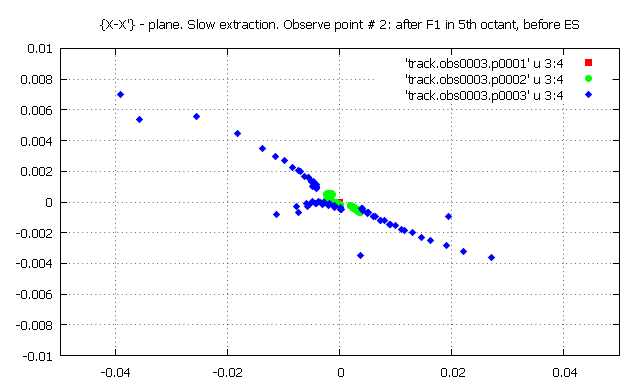 {X-X'} - plane. Slow extraction. Observe point # 2: after F1 in 5th octant, before ES
0.01
'track.obs0003.p0001' u 3:4
0.008
'track.obs0003.p0002' u 3:4
'track.obs0003.p0003' u 3:4
0.006
0.004
0.002
0
-0.002
-0.004
-0.006
-0.008
-0.01
-0.04 -0.02 0 0.02 0.04